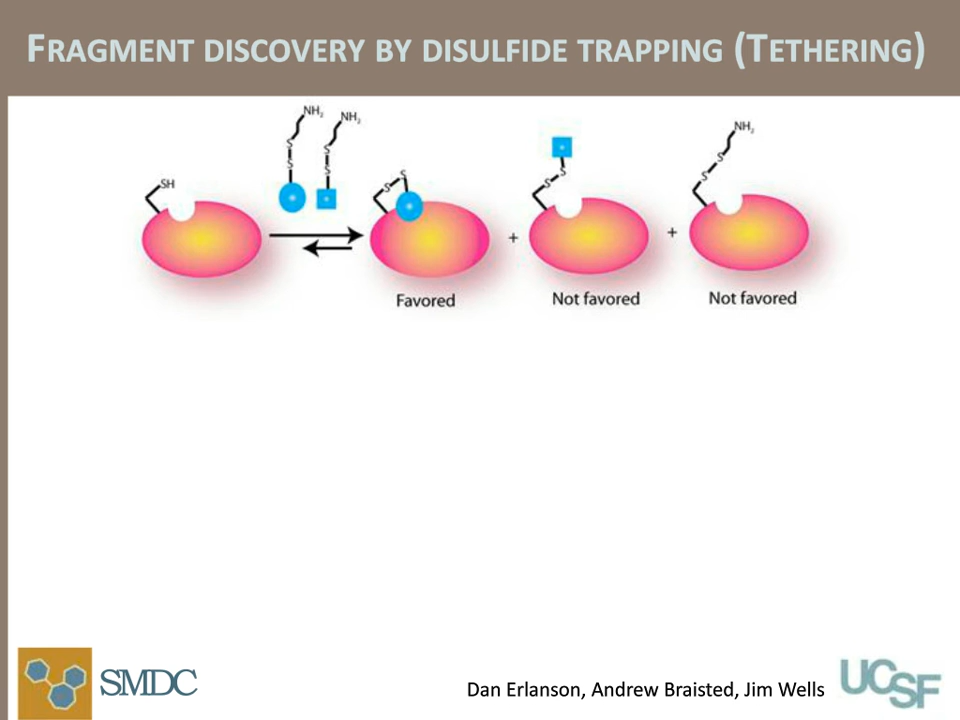 FRAGMENT DISCOVERY BY DISULFIDE TRAPPING (TETHERING)
NH2 NH2
S S
S S
SH
S S
S S
NH2
S S
+ +
Favored Not favored Not favored
SMDC
Dan Erlanson, Andrew Braisted, Jim Wells
UCSF